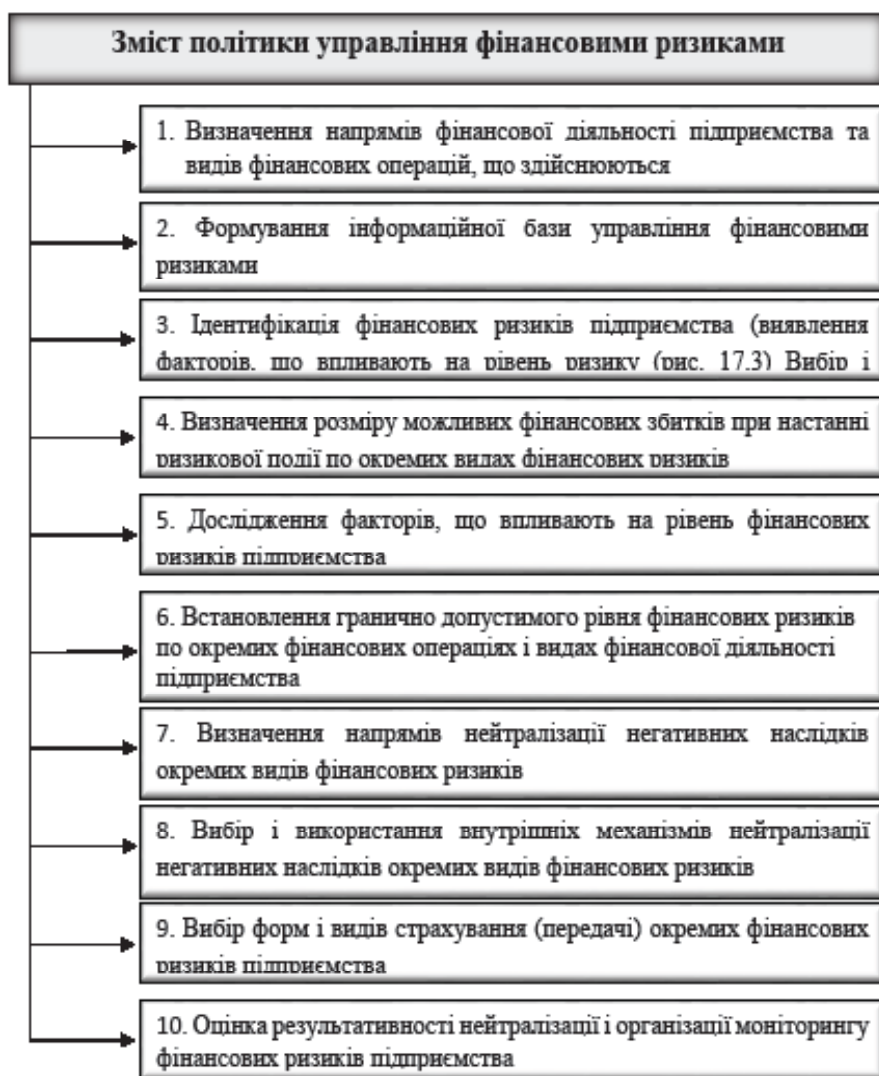 Зміст політики управління фінансовими ризиками
1. Визначення напрямів фінансової діяльності підприємства та
видів фінансових операцій, що здійснюються
2. Формування інформаційної бази управління фінансовими
ризиками
3. Ідентифікація фінансових ризиків підприємства (виявлення
факторів, що впливають на рівень ризику (рис. 17.3) Вибір і
4. Визначення розміру можливих фінансових збитків при настанні
ризикової події по окремих видах фінансових ризиків
5. Дослідження факторів, що впливають на рівень фінансових
ризиків підприємства
6. Встановлення гранично допустимого рівня фінансових ризиків
по окремих фінансових операціях і видах фінансової діяльності
підприємства
7. Визначення напрямів нейтралізації негативних наслідків
окремих видів фінансових ризиків
8. Вибір і використання внутрішніх механізмів нейтралізації
негативних наслідків окремих видів фінансових ризиків
9. Вибір форм і видів страхування (передачі) окремих фінансових
ризиків підприємства
10. Оцінка результативності нейтралізації і організації моніторингу
фінансових ризиків підприємства